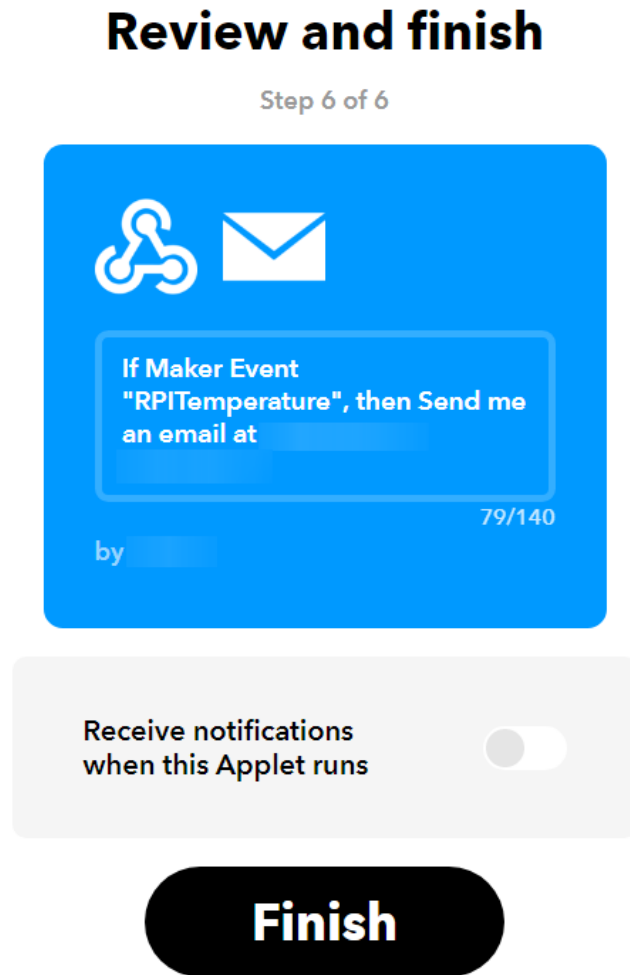 Review and finish
Step 6 of 6
If Maker Event
"RPITemperature", then Send me
an email at
79/140
by
Receive notifications
when this Applet runs
Finish